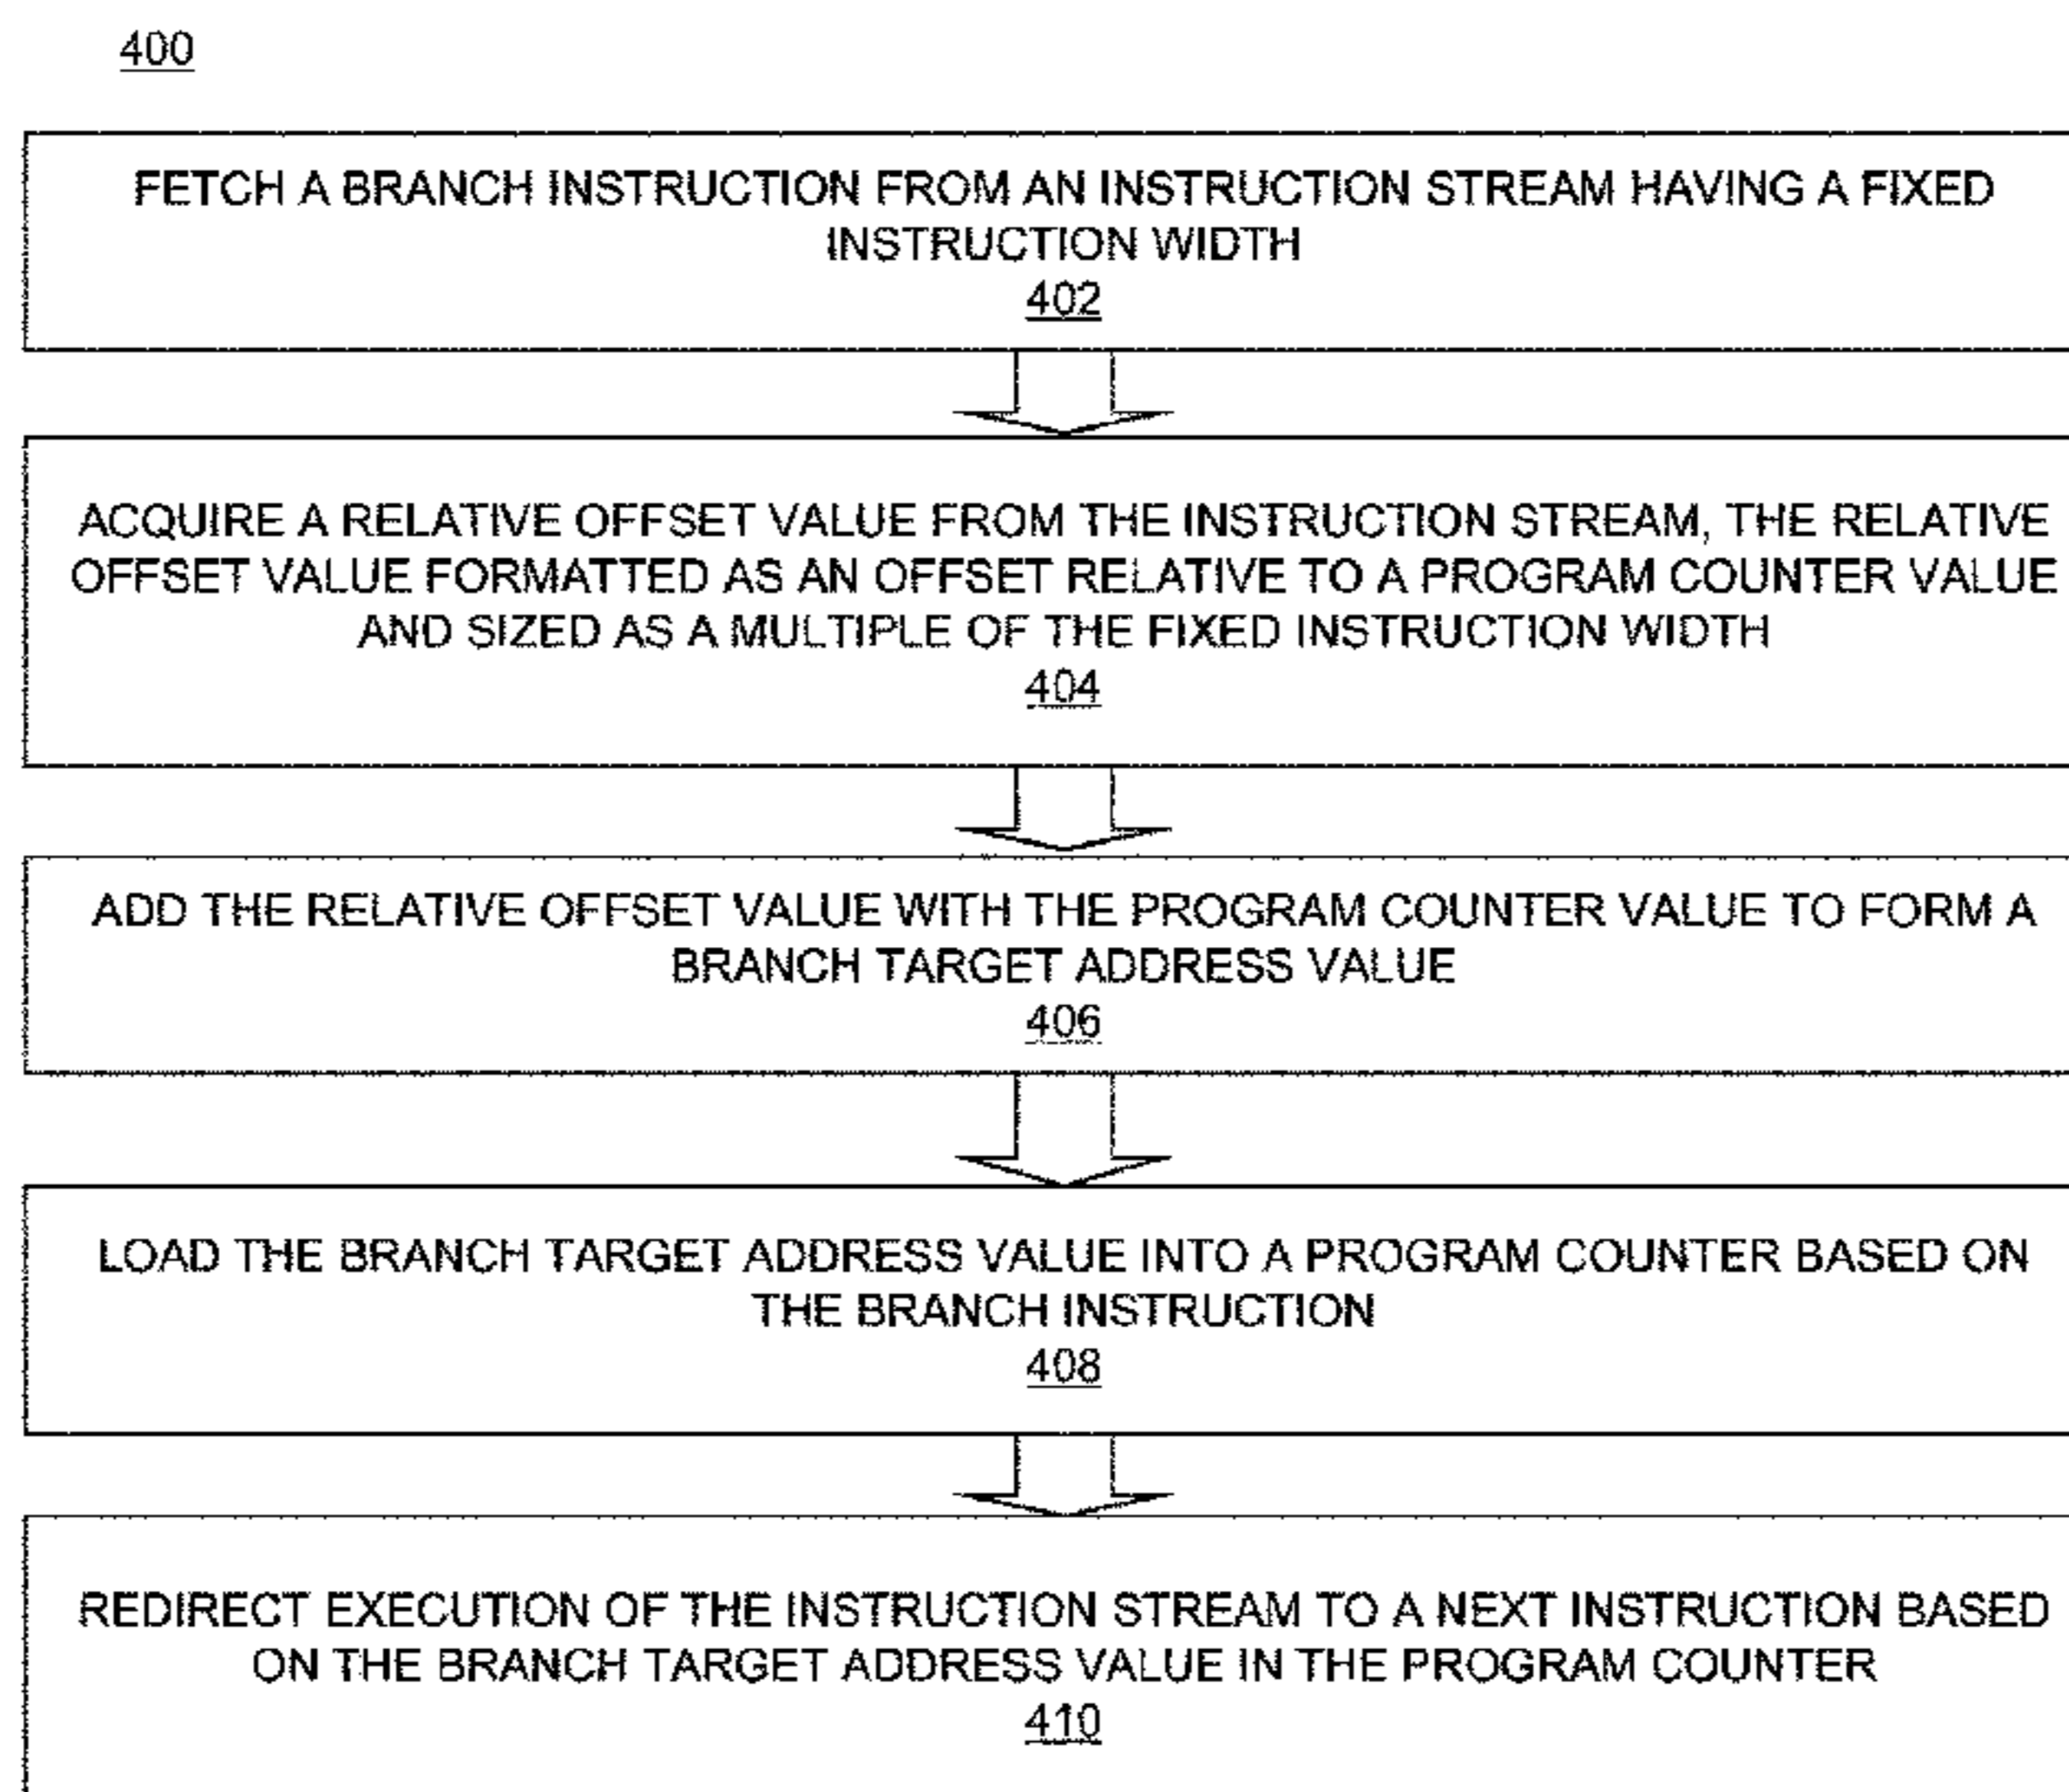 400
FETCH A BRANCH INSTRUCTION FROM AN INSTRUCTION STREAM HAVING A FIXED
INSTRUCTION WIDTH
402
ACQUIRE A RELATIVE OFFSET VALUE FROM THE INSTRUCTION STREAM, THE RELATIVE
OFFSET VALUE FORMATTED AS AN OFFSET RELATIVE TO A PROGRAM COUNTER VALUE
AND SIZED AS A MULTIPLE OF THE FIXED INSTRUCTION WIDTH
404
ADD THE RELATIVE OFFSET VALUE WITH THE PROGRAM COUNTER VALUE TO FORM A
BRANCH TARGET ADDRESS VALUE
406
LOAD THE BRANCH TARGET ADDRESS VALUE INTO A PROGRAM COUNTER BASED ON
THE BRANCH INSTRUCTION
408
REDIRECT EXECUTION OF THE INSTRUCTION STREAM TO A NEXT INSTRUCTION BASED
ON THE BRANCH TARGET ADDRESS VALUE IN THE PROGRAM COUNTER
410